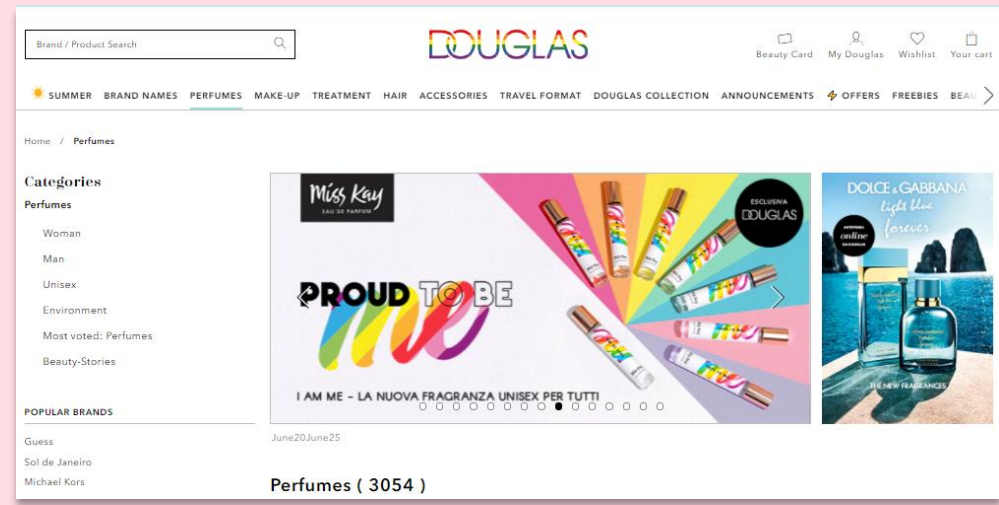 Brand / Product Search
DOUGLAS
Beauty Card
My Douglas
Wishlist
Your cart
SUMMER BRAND NAMES PERFUMES MAKE-UP TREATMENT HAIR ACCESSORIES TRAVEL FORMAT DOUGLAS COLLECTION ANNOUNCEMENTS OFFERS FREEBIES BEAU
Home / Perfumes
Categories
Perfumes
Woman
Man
Unisex
Environment
Most voted: Perfumes
Beauty-Stories
POPULAR BRANDS
Guess
Sol de Janeiro
Michael Kors
Miss Kay
EAU DE PARFUM
PROUD TO BE
me
I AM ME - LA NUOVA FRAGRANZA UNISEX PER TUTTI
ESCLUSIVA
DOUGLAS
DOLCE & GABBANA
light blue
forever
online
THE NEW FRAGRANCES
June20June25
Perfumes ( 3054 )